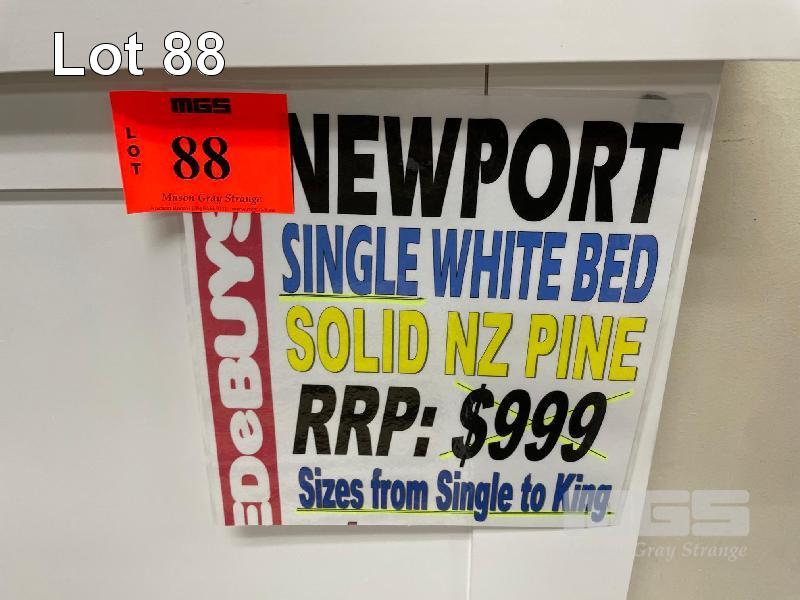 Lot 88
MGS
LOT
88
Mason Gray Strange
NEWPORT
SINGLE WHITE BED
SOLID NZ PINE
RRP: $999
Sizes from Single to King
EDeBUYS
MGS
Gray Strange